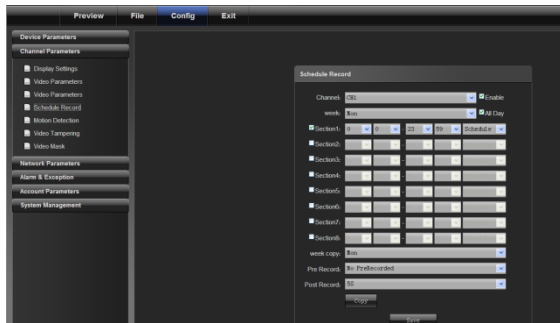 Preview File Config Exit
Device Parameters
Channel Parameters
Display Settings
Video Parameters
Video Parameters
Schedule Record
Motion Detection
Video Tampering
Video Mask
Network Parameters
Alarm & Exception
Account Parameters
System Management
Schedule Record
Channel: CH1 Enable
week: Mon All Day
Section1: 0 0 - 23 59 Schedule
Section2: -
Section3: -
Section4: -
Section5: -
Section6: -
Section7: -
Section8: -
week copy: Mon
Pre Record: No PreRecorded
Post Record: 5S
Copy
Save